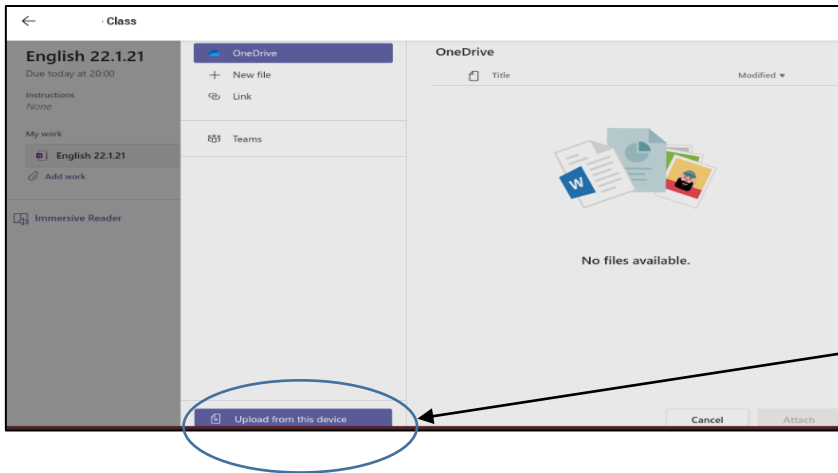 · Class
English 22.1.21
Due today at 20:00
Instructions
None
My work
English 22.1.21
Add work
Immersive Reader
OneDrive
New file
Link
Teams
Upload from this device
OneDrive
Title Modified
W
No files available.
Cancel Attach